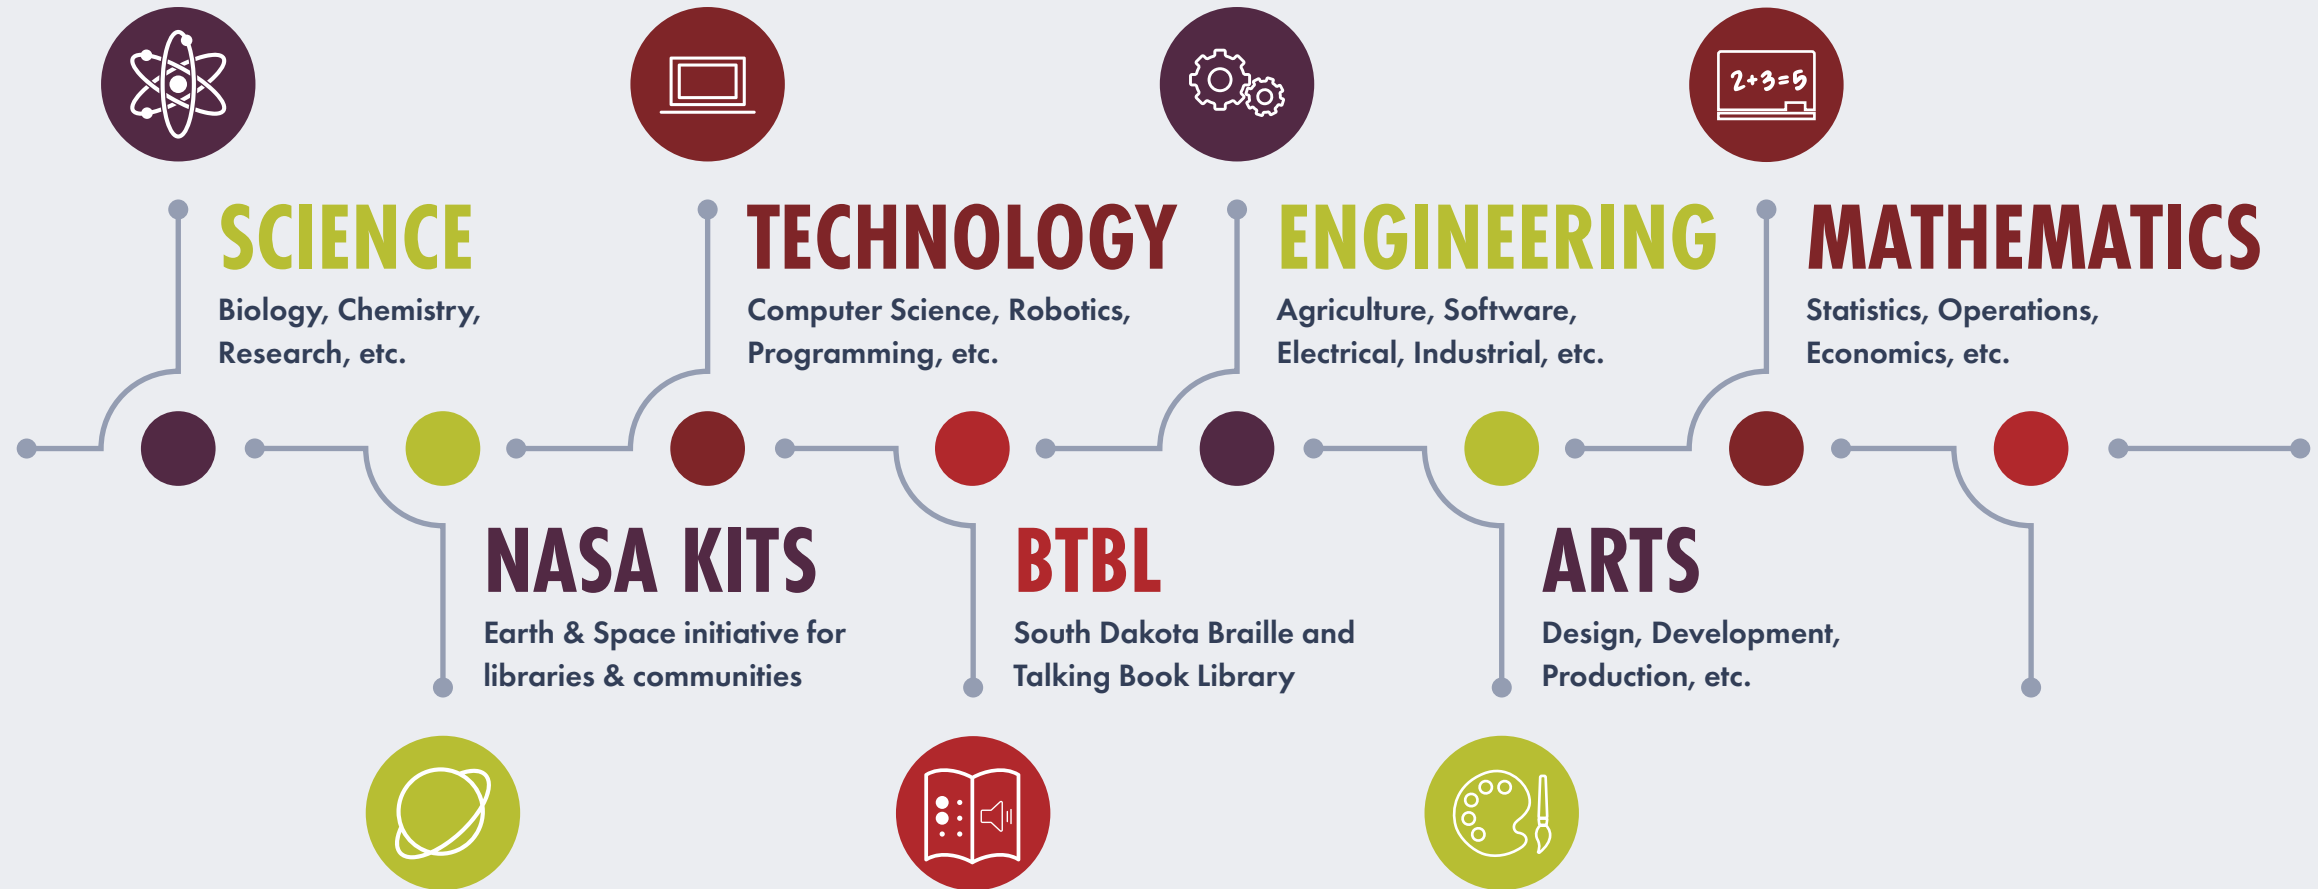 2+3=5
SCIENCE
Biology, Chemistry,
Research, etc.
TECHNOLOGY
Computer Science, Robotics,
Programming, etc.
ENGINEERING
Agriculture, Software,
Electrical, Industrial, etc.
MATHEMATICS
Statistics, Operations,
Economics, etc.
NASA KITS
Earth & Space initiative for
libraries & communities
BTBL
South Dakota Braille and
Talking Book Library
ARTS
Design, Development,
Production, etc.